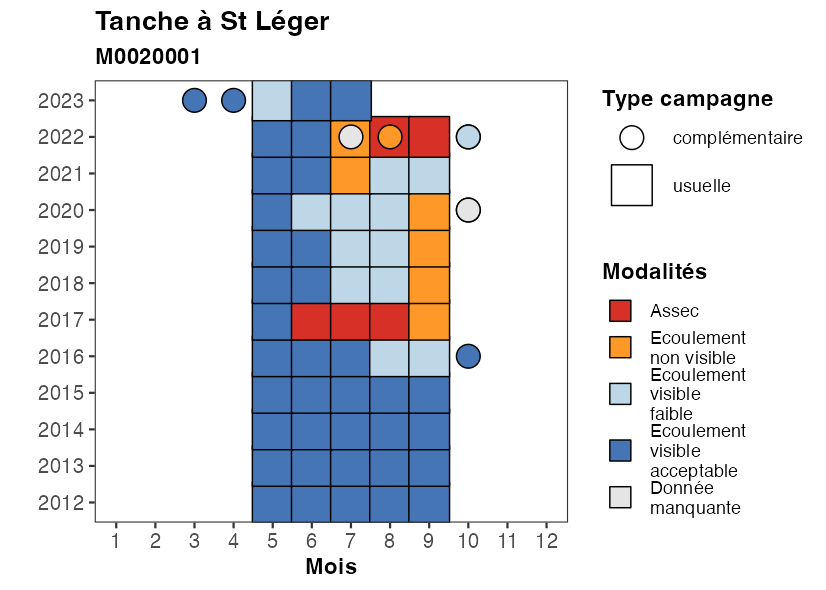 Tanche à St Léger
M0020001
2023
2022
2021
2020
2019
2018
2017
2016
2015
2014
2013
2012
1 2 3 4 5 6 7 8 9 10 11 12
Mois
Type campagne
complémentaire
usuelle
Modalités
Assec
Ecoulement
non visible
Ecoulement
visible
faible
Ecoulement
visible
acceptable
Donnée
manquante